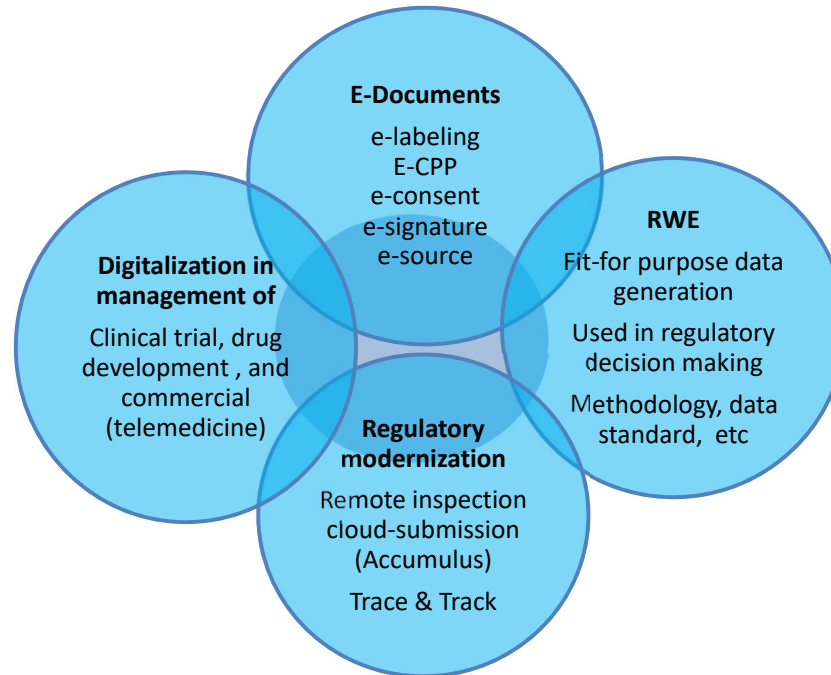 E-Documents
e-labeling
E-CPP
e-consent
e-signature
e-source
Digitalization in
management of
Clinical trial, drug
development , and
commercial
(telemedicine)
RWE
Fit-for purpose data
generation
Used in regulatory
decision making
Methodology, data
standard, etc
Regulatory
modernization
Remote inspection
cloud-submission
(Accumulus)
Trace & Track